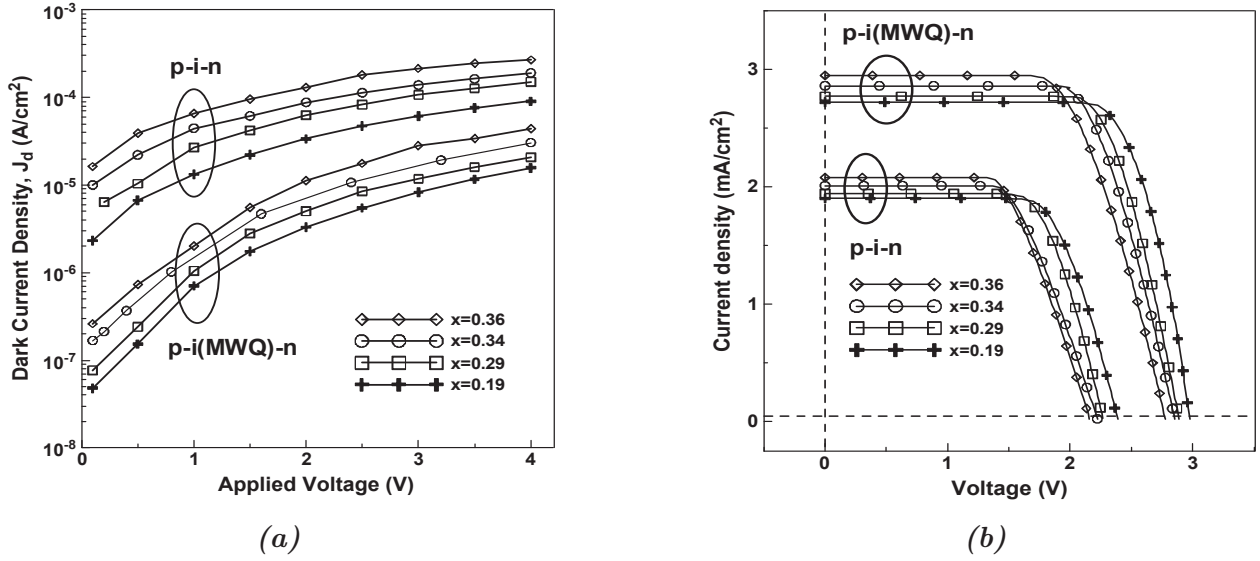 10⁻³
10⁻⁴
10⁻⁵
10⁻⁶
10⁻⁷
10⁻⁸
Dark Current Density, J_d (A/cm²)
p-i-n
J_d
p-i(MWQ)-n
x=0.36
x=0.34
x=0.29
x=0.19
0 1 2 3 4
Applied Voltage (V)
(a)
3
2
1
0
Current density (mA/cm²)
p-i(MWQ)-n
p-i-n
x=0.36
x=0.34
x=0.29
x=0.19
0 1 2 3
Voltage (V)
(b)